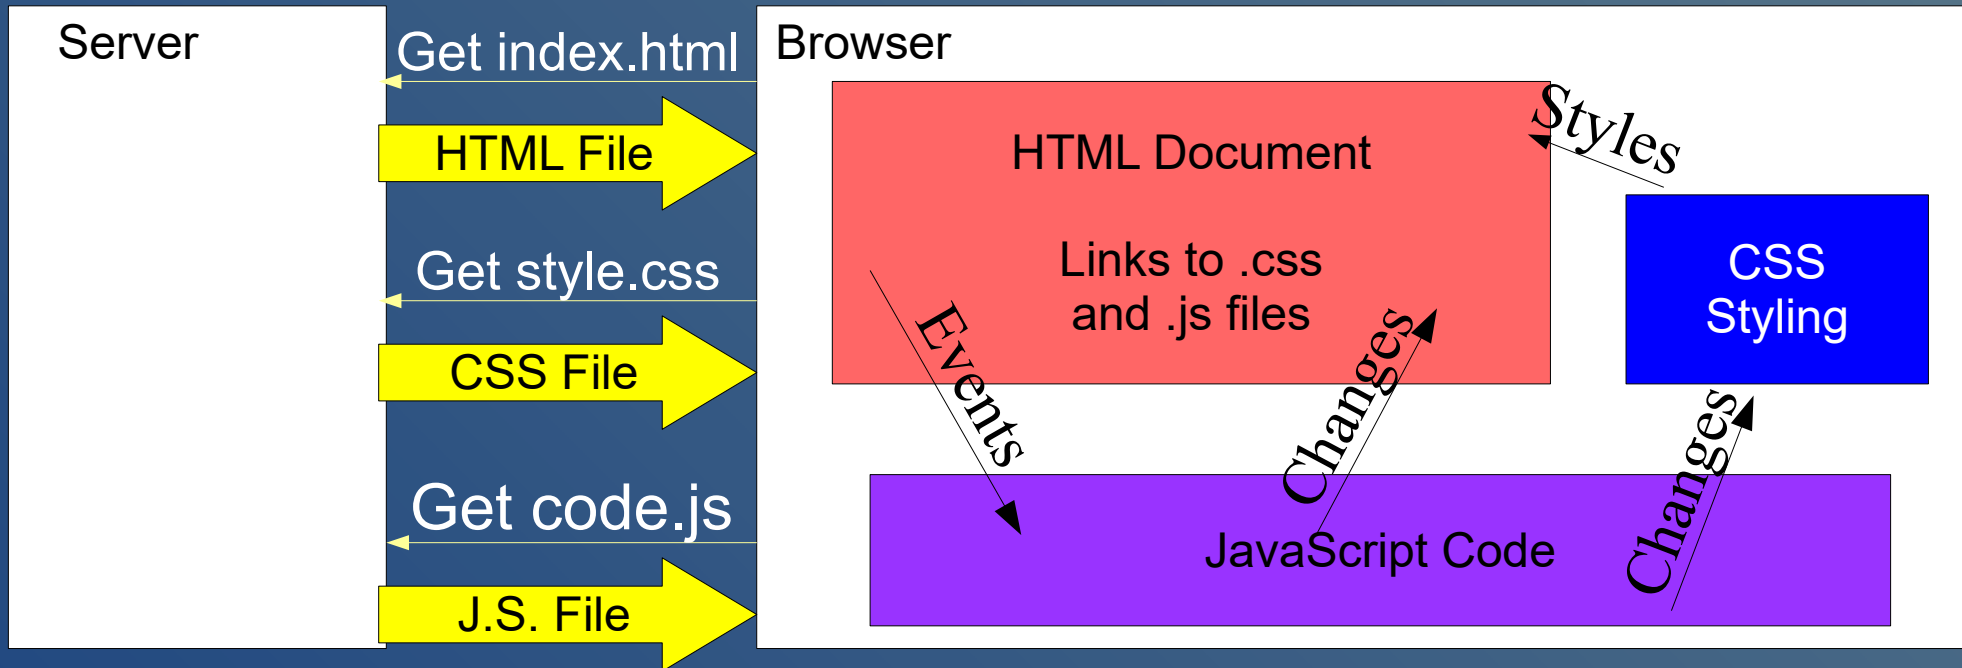 Server
Get index.html
HTML File
Get style.css
CSS File
Get code.js
J.S. File
Browser
HTML Document
Links to .css
and .js files
Styles
CSS
Styling
Events
Changes
Changes
JavaScript Code